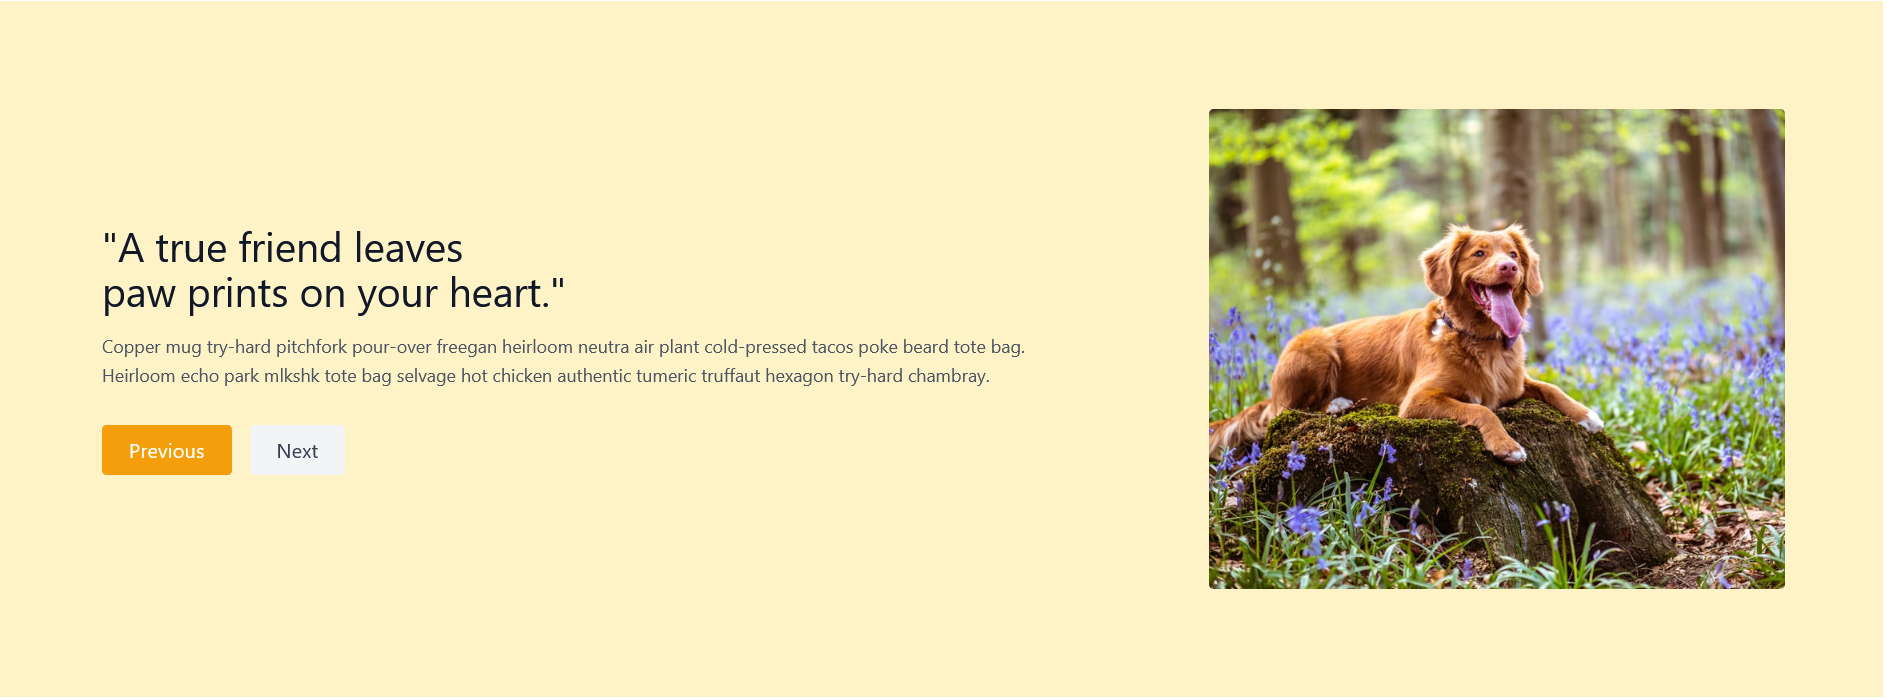 "A true friend leaves
paw prints on your heart."
Copper mug try-hard pitchfork pour-over freegan heirloom neutra air plant cold-pressed tacos poke beard tote bag.
Heirloom echo park mlkshk tote bag selvage hot chicken authentic tumeric truffaut hexagon try-hard chambray.
Previous
Next